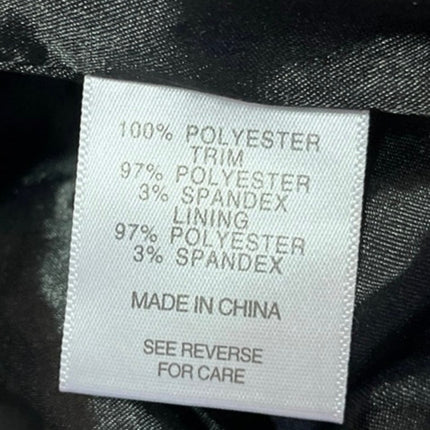 100% POLYESTER
TRIM
97% POLYESTER
3% SPANDEX
LINING
97% POLYESTER
3% SPANDEX
MADE IN CHINA
SEE REVERSE
FOR CARE